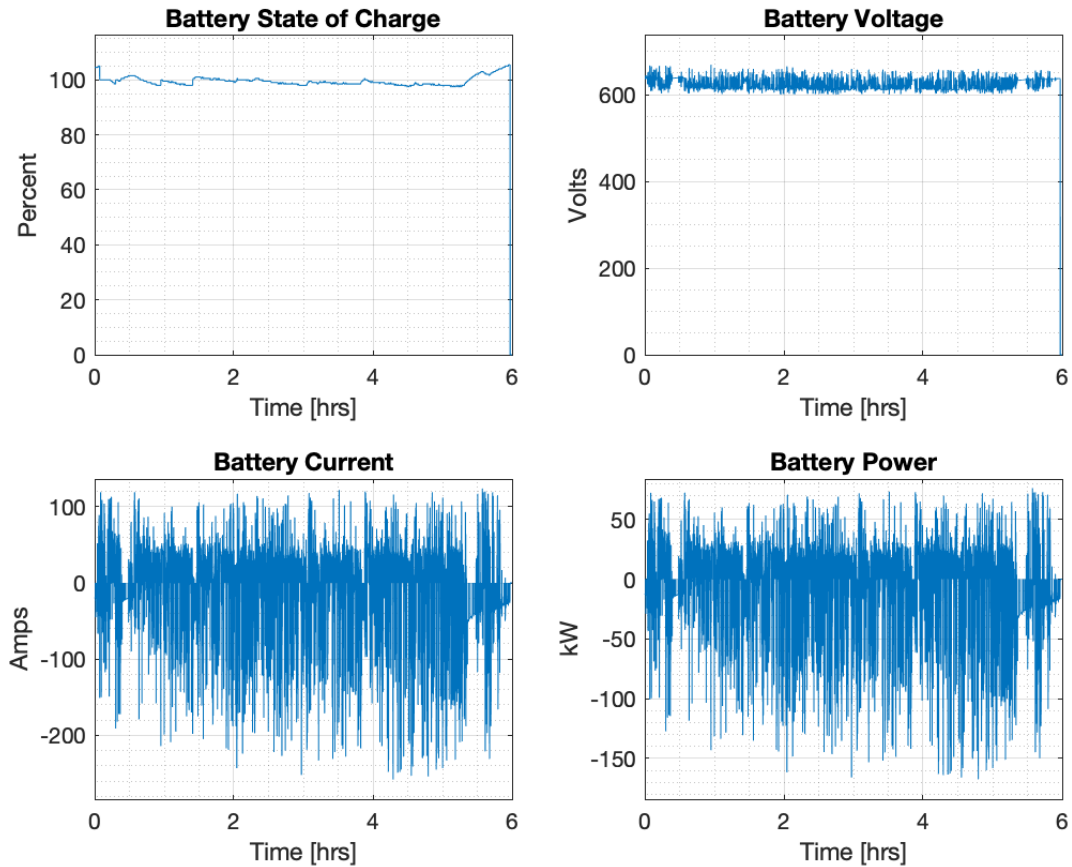 Battery State of Charge
100
80
60
40
20
0
Percent
0 2 4 6
Time [hrs]
Battery Voltage
600
400
200
0
Volts
0 2 4 6
Time [hrs]
Battery Current
100
0
-100
-200
Amps
0 2 4 6
Time [hrs]
Battery Power
50
0
-50
-100
-150
kW
0 2 4 6
Time [hrs]